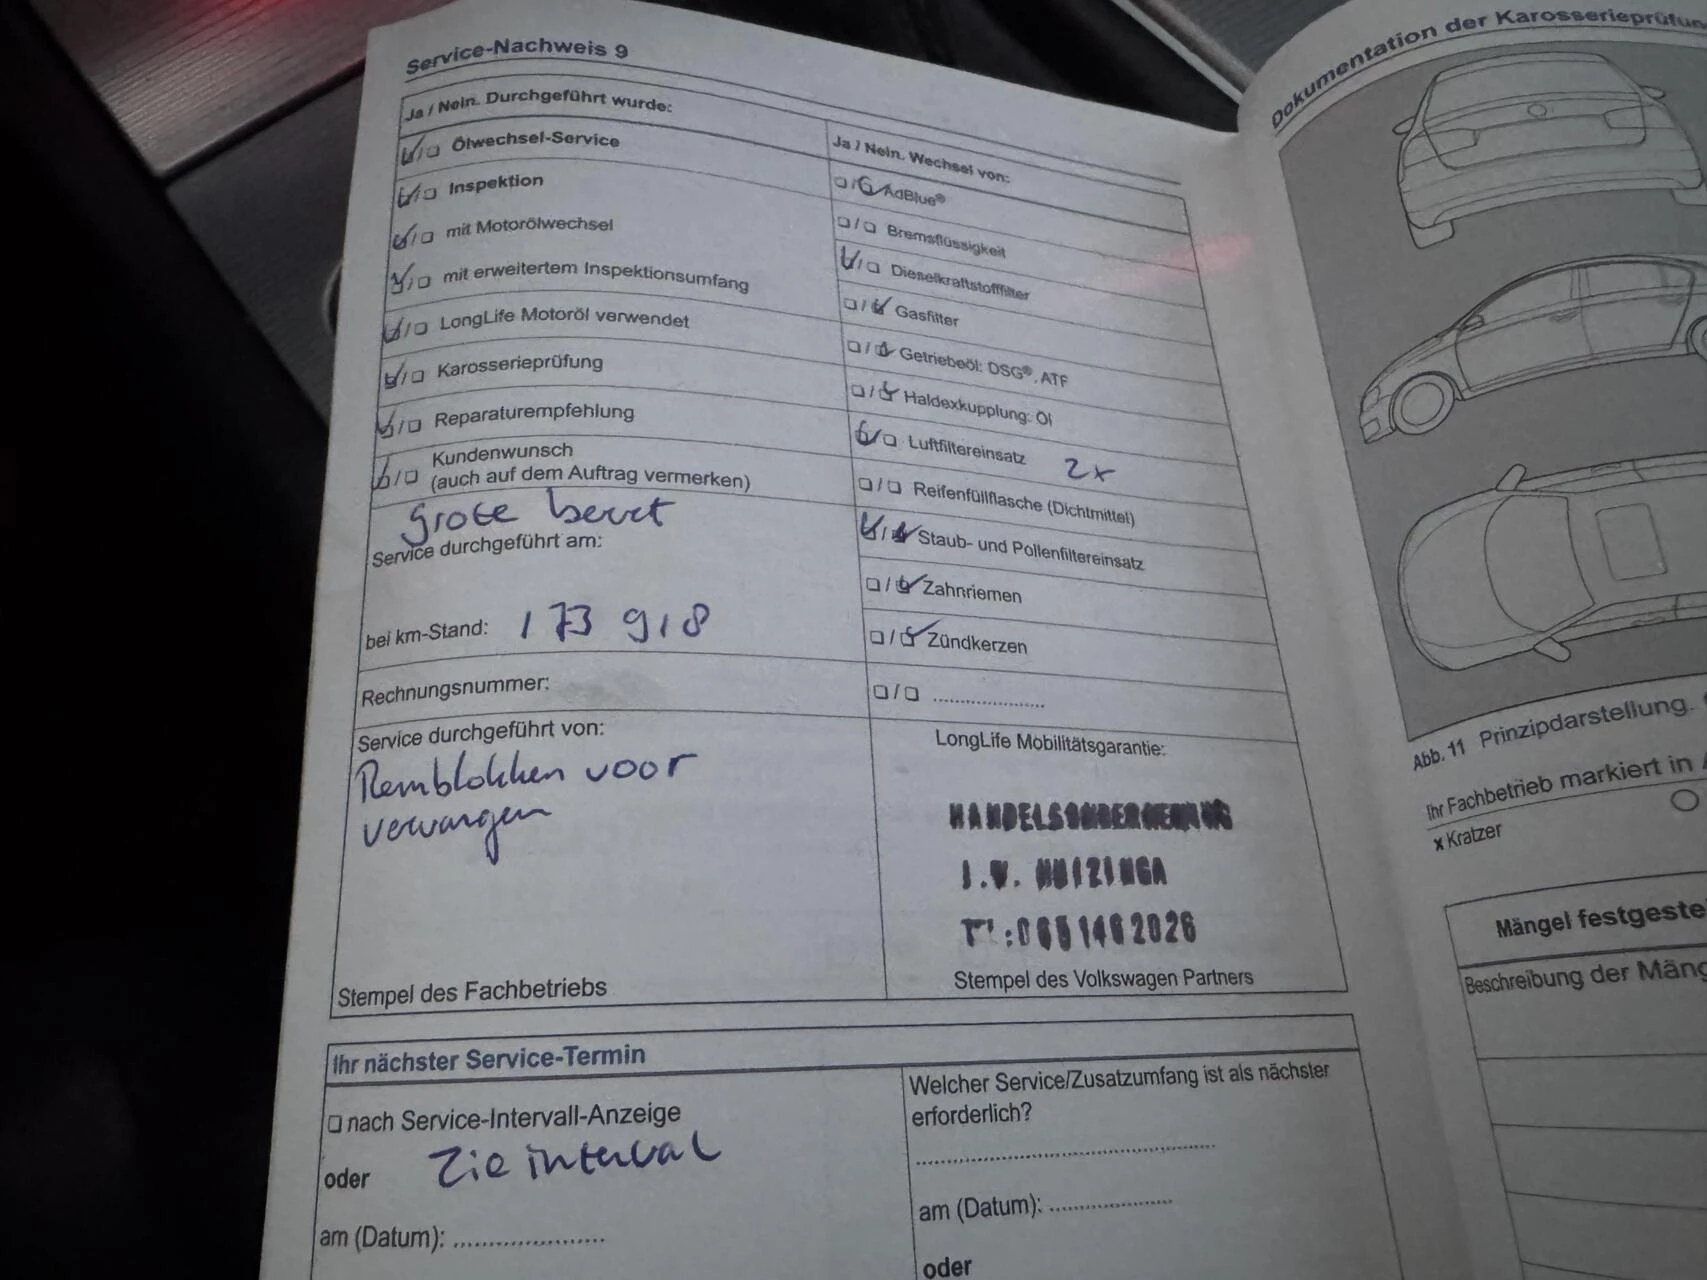 Service-Nachweis 9
Ja / Nein. Durchgeführt wurde:
Ölwechsel-Service
Inspektion
mit Motorölwechsel
mit erweitertem Inspektionsumfang
LongLife Motoröl verwendet
Karosserieprüfung
Reparaturempfehlung
Kundenwunsch
(auch auf dem Auftrag vermerken)
grote beurt
Service durchgeführt am:
bei km-Stand: 173 918
Rechnungsnummer:
Service durchgeführt von:
Remblokken voor
vervangen
Stempel des Fachbetriebs
Ja / Nein. Wechsel von:
AdBlue®
Bremsflüssigkeit
Dieselkraftstofffilter
Gasfilter
Getriebeöl: DSG®, ATF
Haldexkupplung: Öl
Luftfiltereinsatz 2x
Reifenfüllflasche (Dichtmittel)
Staub- und Pollenfiltereinsatz
Zahnriemen
Zündkerzen
....................
LongLife Mobilitätsgarantie:
HUIZINGA
Stempel des Volkswagen Partners
Ihr nächster Service-Termin
nach Service-Intervall-Anzeige
oder Zie interval
am (Datum): ......................
Welcher Service/Zusatzumfang ist als nächster
erforderlich?
............................................
am (Datum): ..................
oder
Dokumentation der Karosserieprüfun
Abb. 11 Prinzipdarstellung.
Ihr Fachbetrieb markiert in
x Kratzer
Mängel festgeste
Beschreibung der Mäng